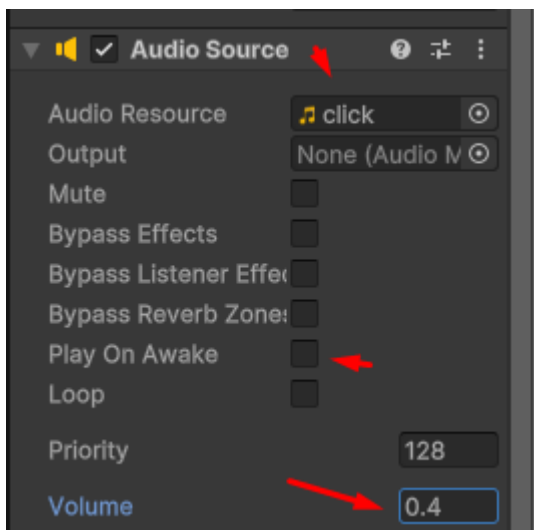 Audio Source
Audio Resource click
Output None (Audio M
Mute
Bypass Effects
Bypass Listener Effec
Bypass Reverb Zones
Play On Awake
Loop
Priority 128
Volume 0.4